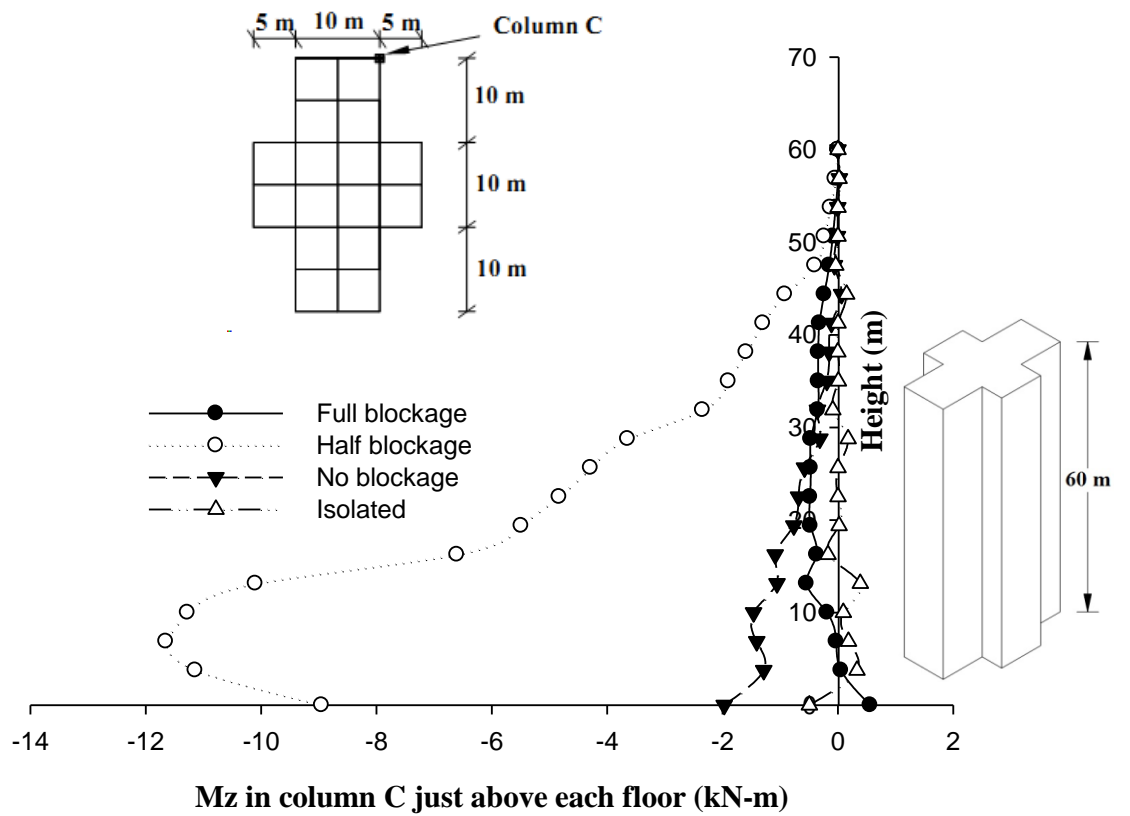 5 m 10 m 5 m
Column C
10 m
10 m
10 m
70
60
50
40
30
20
10
Height (m)
60 m
Full blockage
Half blockage
No blockage
Isolated
-14 -12 -10 -8 -6 -4 -2 0 2
Mz in column C just above each floor (kN-m)